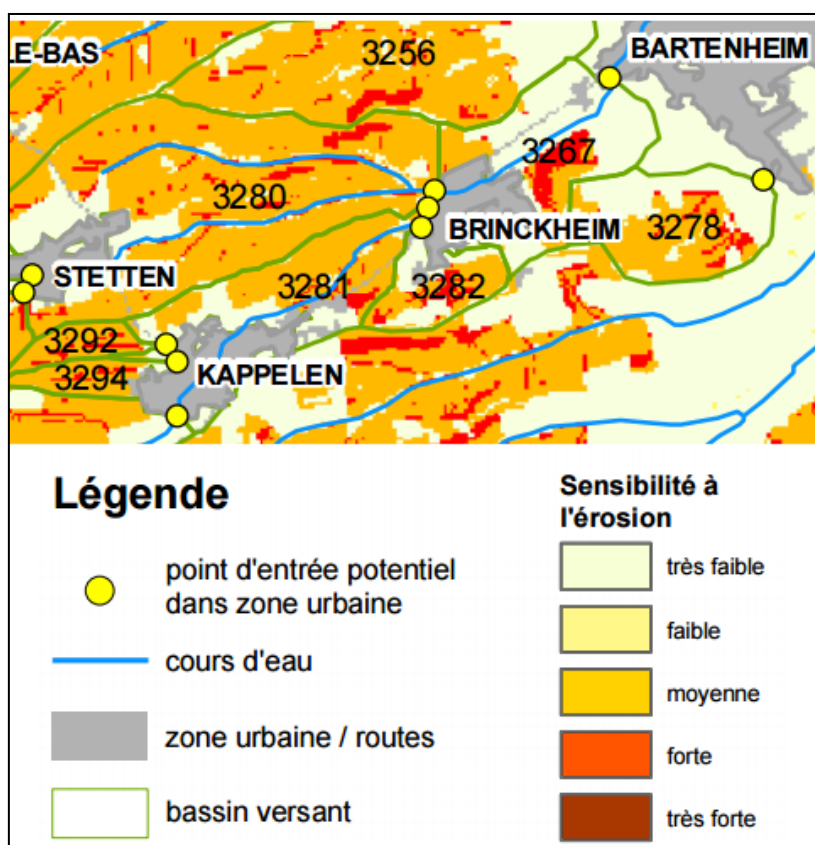 LE-BAS
3256
BARTENHEIM
3267
3280
BRINCKHEIM
3278
STETTEN
3281
3282
3292
3294
KAPPELEN
Légende
point d'entrée potentiel
dans zone urbaine
cours d'eau
zone urbaine / routes
bassin versant
Sensibilité à
l'érosion
très faible
faible
moyenne
forte
très forte